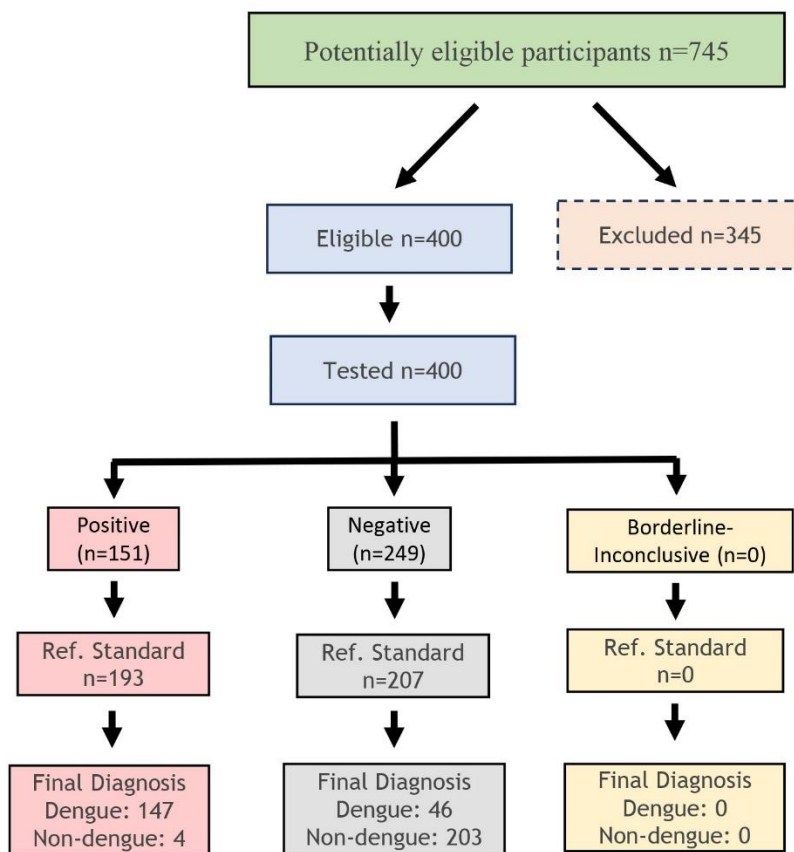 Potentially eligible participants n=745
Eligible n=400
Excluded n=345
Tested n=400
Positive
(n=151)
Negative
(n=249)
Borderline-
Inconclusive (n=0)
Ref. Standard
n=193
Ref. Standard
n=207
Ref. Standard
n=0
Final Diagnosis
Dengue: 147
Non-dengue: 4
Final Diagnosis
Dengue: 46
Non-dengue: 203
Final Diagnosis
Dengue: 0
Non-dengue: 0